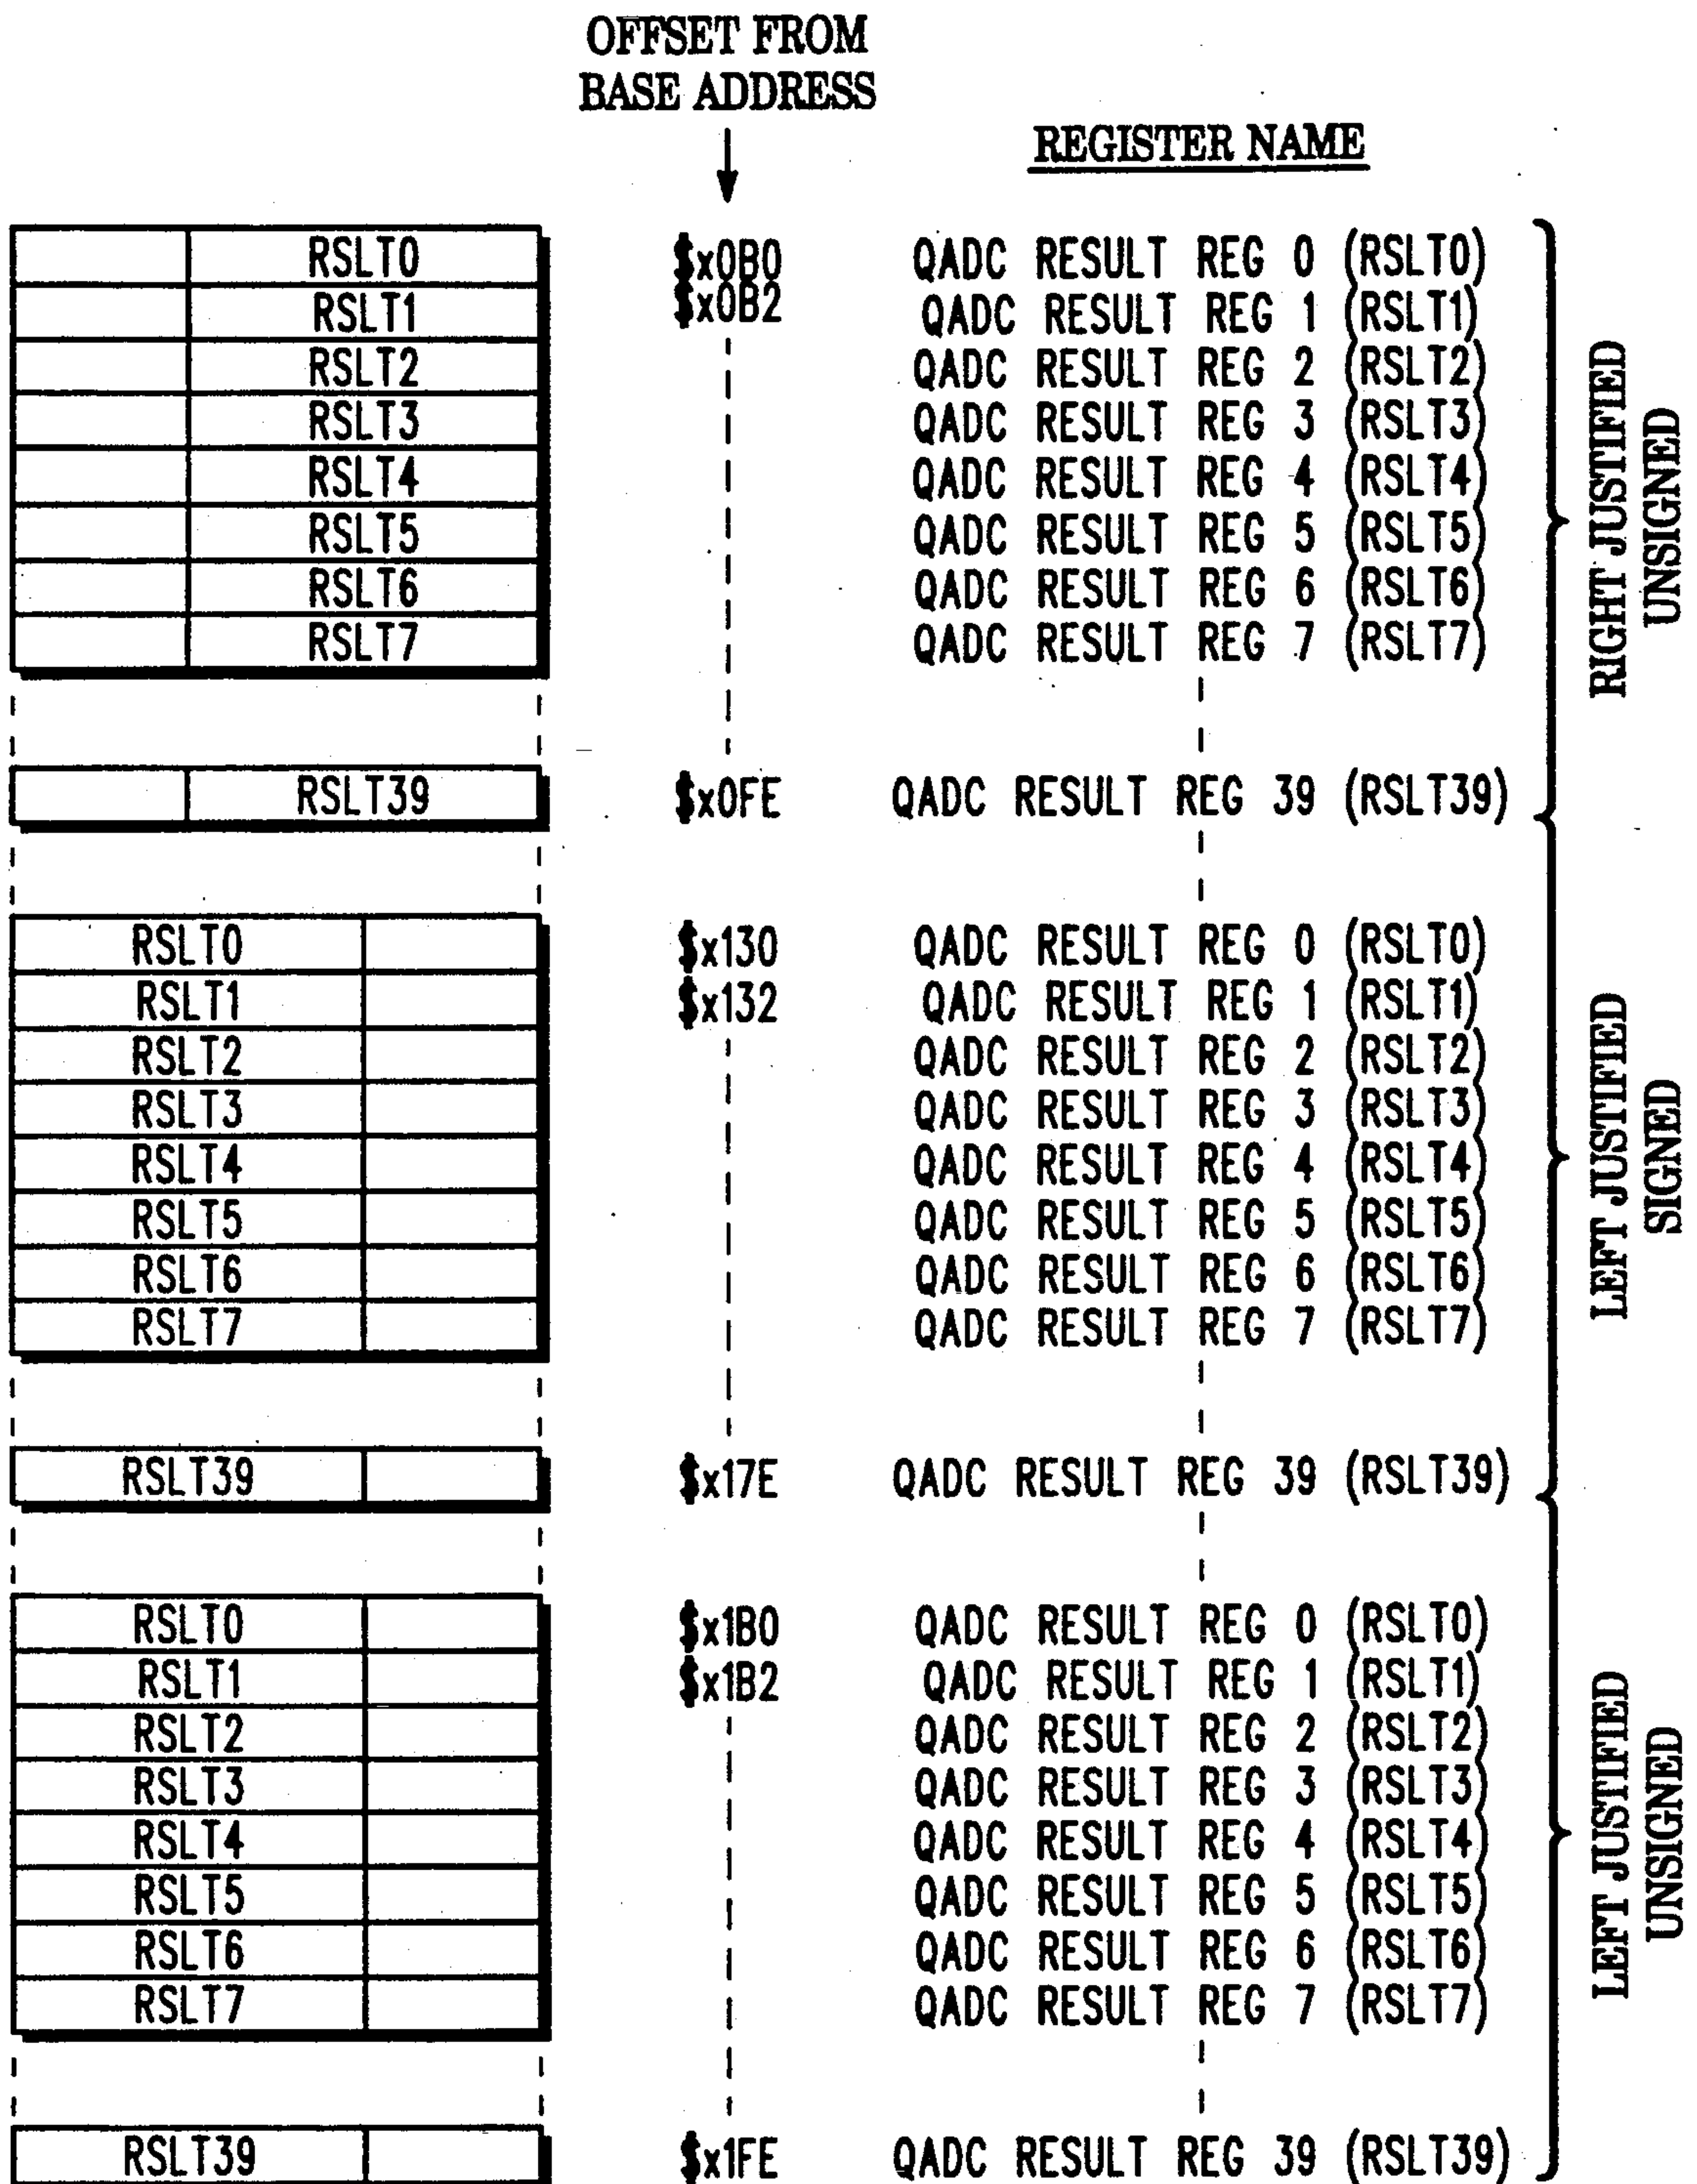 OFFSET FROM
BASE ADDRESS
REGISTER NAME
RSLT0 $x0B0 QADC RESULT REG 0 (RSLT0)
RSLT1 $x0B2 QADC RESULT REG 1 (RSLT1)
RSLT2 QADC RESULT REG 2 (RSLT2)
RSLT3 QADC RESULT REG 3 (RSLT3)
RSLT4 QADC RESULT REG 4 (RSLT4)
RSLT5 QADC RESULT REG 5 (RSLT5)
RSLT6 QADC RESULT REG 6 (RSLT6)
RSLT7 QADC RESULT REG 7 (RSLT7)
RSLT39 $x0FE QADC RESULT REG 39 (RSLT39)
RIGHT JUSTIFIED
UNSIGNED
RSLT0 $x130 QADC RESULT REG 0 (RSLT0)
RSLT1 $x132 QADC RESULT REG 1 (RSLT1)
RSLT2 QADC RESULT REG 2 (RSLT2)
RSLT3 QADC RESULT REG 3 (RSLT3)
RSLT4 QADC RESULT REG 4 (RSLT4)
RSLT5 QADC RESULT REG 5 (RSLT5)
RSLT6 QADC RESULT REG 6 (RSLT6)
RSLT7 QADC RESULT REG 7 (RSLT7)
RSLT39 $x17E QADC RESULT REG 39 (RSLT39)
LEFT JUSTIFIED
SIGNED
RSLT0 $x1B0 QADC RESULT REG 0 (RSLT0)
RSLT1 $x1B2 QADC RESULT REG 1 (RSLT1)
RSLT2 QADC RESULT REG 2 (RSLT2)
RSLT3 QADC RESULT REG 3 (RSLT3)
RSLT4 QADC RESULT REG 4 (RSLT4)
RSLT5 QADC RESULT REG 5 (RSLT5)
RSLT6 QADC RESULT REG 6 (RSLT6)
RSLT7 QADC RESULT REG 7 (RSLT7)
RSLT39 $x1FE QADC RESULT REG 39 (RSLT39)
LEFT JUSTIFIED
UNSIGNED